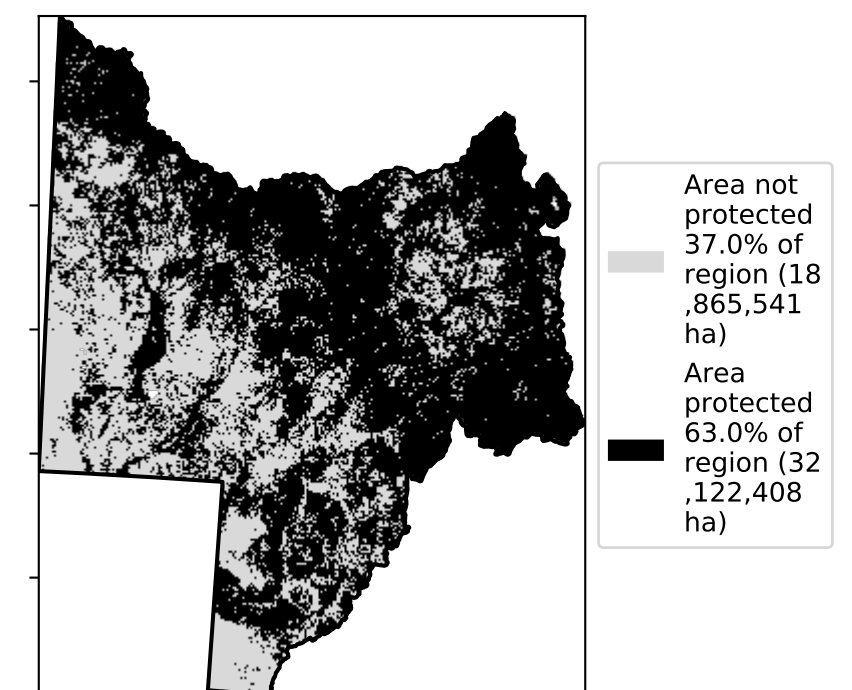 Area not
protected
37.0% of
region (18
,865,541
ha)
Area
protected
63.0% of
region (32
,122,408
ha)